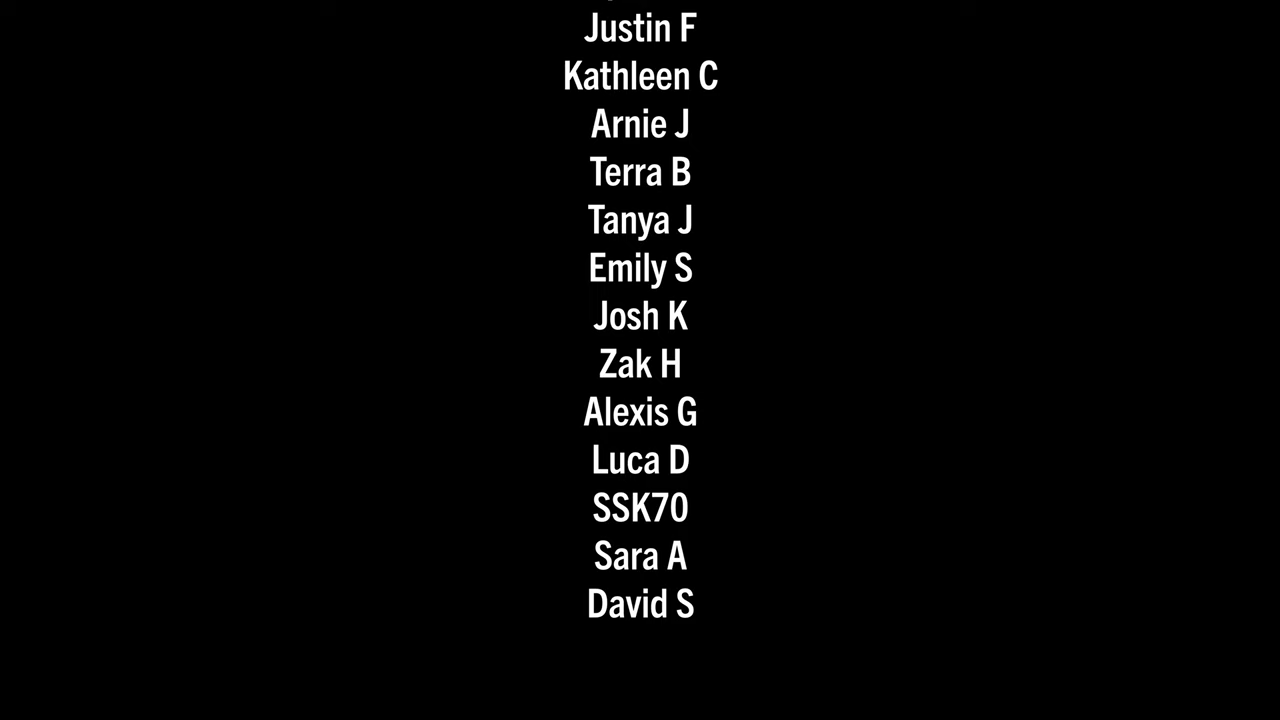 Justin F
Kathleen C
Arnie J
Terra B
Tanya J
Emily S
Josh K
Zak H
Alexis G
Luca D
SSK70
Sara A
David S